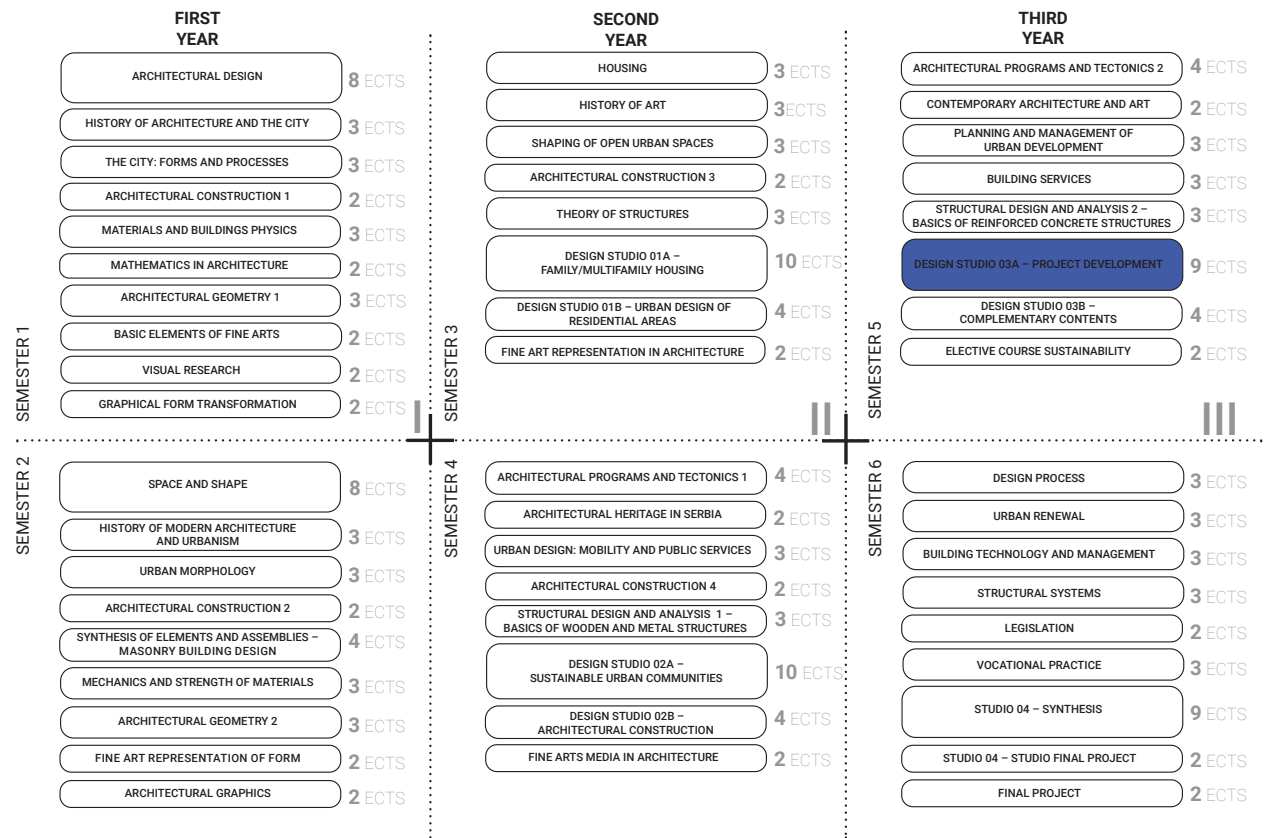 FIRST
YEAR
ARCHITECTURAL DESIGN 8 ECTS
HISTORY OF ARCHITECTURE AND THE CITY 3 ECTS
THE CITY: FORMS AND PROCESSES 3 ECTS
ARCHITECTURAL CONSTRUCTION 1 2 ECTS
MATERIALS AND BUILDINGS PHYSICS 3 ECTS
MATHEMATICS IN ARCHITECTURE 2 ECTS
ARCHITECTURAL GEOMETRY 1 3 ECTS
BASIC ELEMENTS OF FINE ARTS 2 ECTS
VISUAL RESEARCH 2 ECTS
GRAPHICAL FORM TRANSFORMATION 2 ECTS
SEMESTER 1
I
SECOND
YEAR
HOUSING 3 ECTS
HISTORY OF ART 3ECTS
SHAPING OF OPEN URBAN SPACES 3 ECTS
ARCHITECTURAL CONSTRUCTION 3 2 ECTS
THEORY OF STRUCTURES 3 ECTS
DESIGN STUDIO 01A –
FAMILY/MULTIFAMILY HOUSING 10 ECTS
DESIGN STUDIO 01B – URBAN DESIGN OF
RESIDENTIAL AREAS 4 ECTS
FINE ART REPRESENTATION IN ARCHITECTURE 2 ECTS
SEMESTER 3
II
THIRD
YEAR
ARCHITECTURAL PROGRAMS AND TECTONICS 2 4 ECTS
CONTEMPORARY ARCHITECTURE AND ART 2 ECTS
PLANNING AND MANAGEMENT OF
URBAN DEVELOPMENT 3 ECTS
BUILDING SERVICES 3 ECTS
STRUCTURAL DESIGN AND ANALYSIS 2 –
BASICS OF REINFORCED CONCRETE STRUCTURES 3 ECTS
DESIGN STUDIO 03A – PROJECT DEVELOPMENT 9 ECTS
DESIGN STUDIO 03B –
COMPLEMENTARY CONTENTS 4 ECTS
ELECTIVE COURSE SUSTAINABILITY 2 ECTS
SEMESTER 5
III
SEMESTER 2
SPACE AND SHAPE 8 ECTS
HISTORY OF MODERN ARCHITECTURE
AND URBANISM 3 ECTS
URBAN MORPHOLOGY 3 ECTS
ARCHITECTURAL CONSTRUCTION 2 2 ECTS
SYNTHESIS OF ELEMENTS AND ASSEMBLIES –
MASONRY BUILDING DESIGN 4 ECTS
MECHANICS AND STRENGTH OF MATERIALS 3 ECTS
ARCHITECTURAL GEOMETRY 2 3 ECTS
FINE ART REPRESENTATION OF FORM 2 ECTS
ARCHITECTURAL GRAPHICS 2 ECTS
SEMESTER 4
ARCHITECTURAL PROGRAMS AND TECTONICS 1 4 ECTS
ARCHITECTURAL HERITAGE IN SERBIA 2 ECTS
URBAN DESIGN: MOBILITY AND PUBLIC SERVICES 3 ECTS
ARCHITECTURAL CONSTRUCTION 4 2 ECTS
STRUCTURAL DESIGN AND ANALYSIS 1 –
BASICS OF WOODEN AND METAL STRUCTURES 3 ECTS
DESIGN STUDIO 02A –
SUSTAINABLE URBAN COMMUNITIES 10 ECTS
DESIGN STUDIO 02B –
ARCHITECTURAL CONSTRUCTION 4 ECTS
FINE ARTS MEDIA IN ARCHITECTURE 2 ECTS
SEMESTER 6
DESIGN PROCESS 3 ECTS
URBAN RENEWAL 3 ECTS
BUILDING TECHNOLOGY AND MANAGEMENT 3 ECTS
STRUCTURAL SYSTEMS 3 ECTS
LEGISLATION 2 ECTS
VOCATIONAL PRACTICE 3 ECTS
STUDIO 04 – SYNTHESIS 9 ECTS
STUDIO 04 – STUDIO FINAL PROJECT 2 ECTS
FINAL PROJECT 2 ECTS